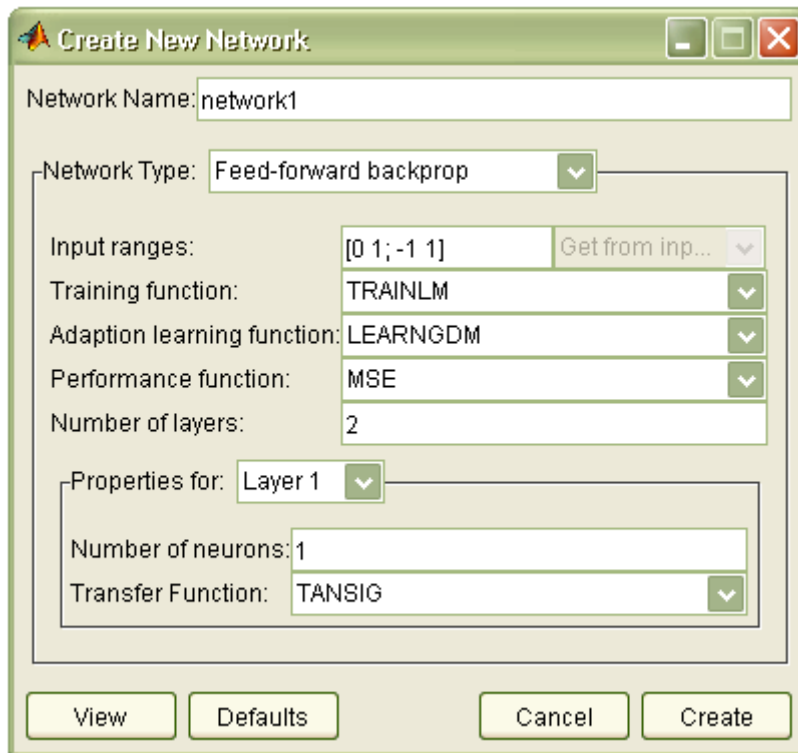 Create New Network
Network Name: network1
Network Type: Feed-forward backprop
Input ranges: [0 1; -1 1] Get from inp...
Training function: TRAINLM
Adaption learning function: LEARNGDM
Performance function: MSE
Number of layers: 2
Properties for: Layer 1
Number of neurons: 1
Transfer Function: TANSIG
View Defaults Cancel Create